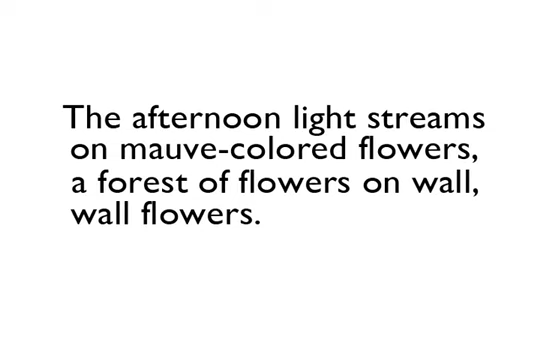 The afternoon light streams
on mauve-colored flowers,
a forest of flowers on wall,
wall flowers.